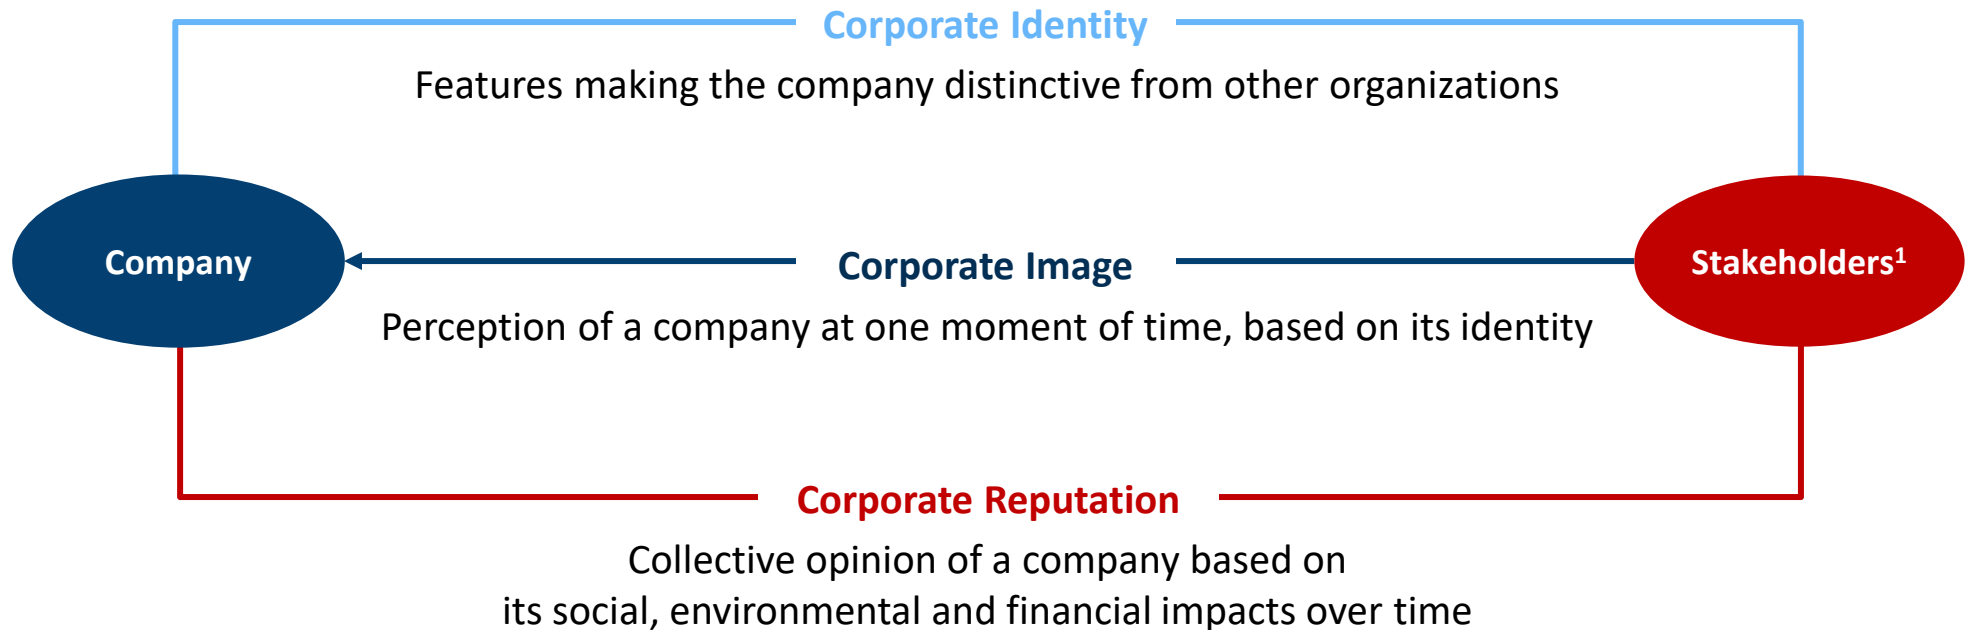 Corporate Identity
Features making the company distinctive from other organizations
Company
Corporate Image
Stakeholders¹
Perception of a company at one moment of time, based on its identity
Corporate Reputation
Collective opinion of a company based on
its social, environmental and financial impacts over time